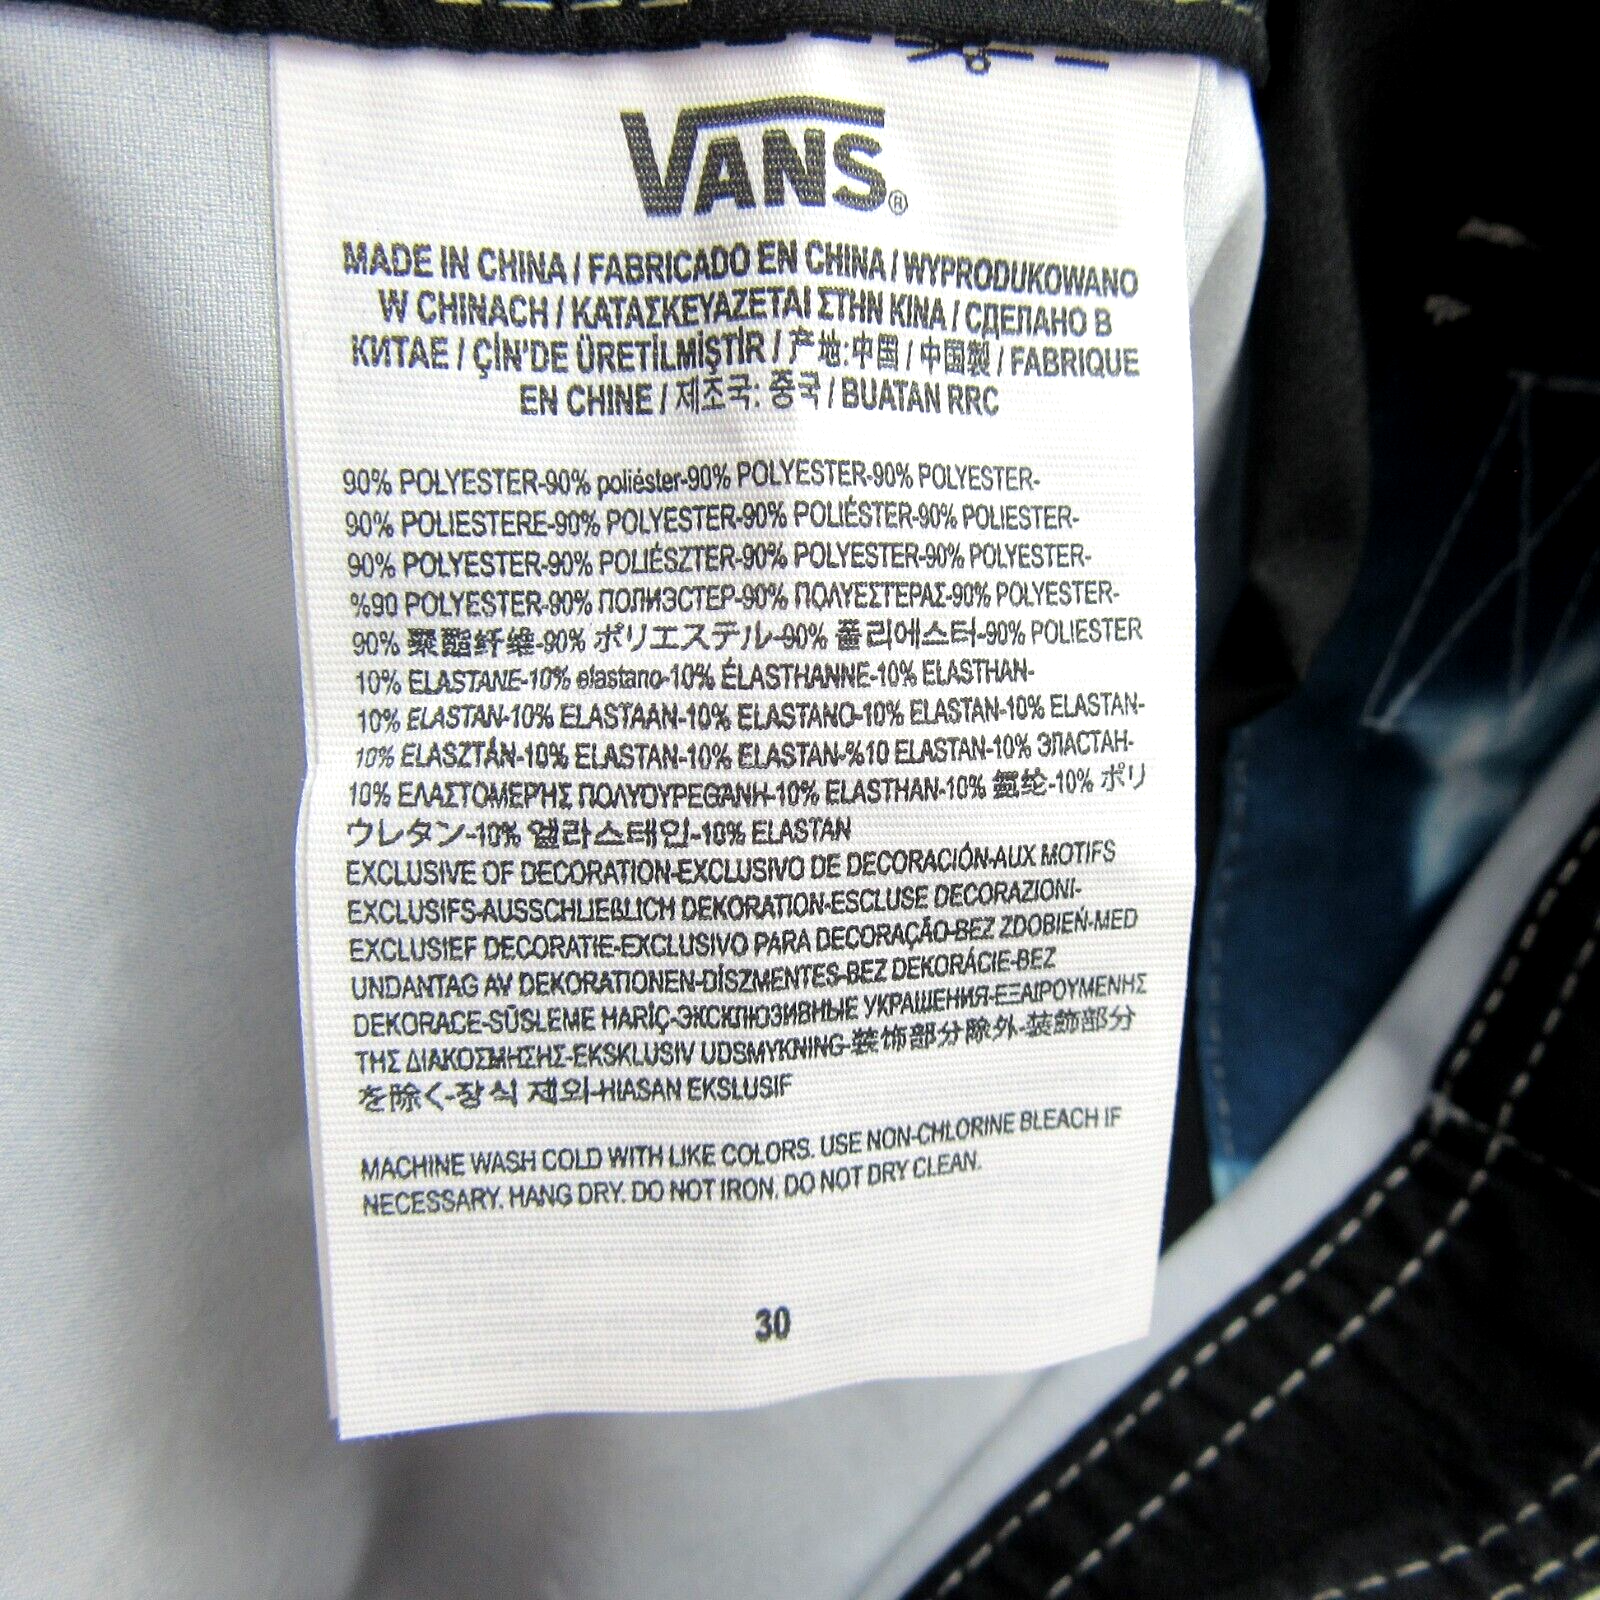 VANS®
MADE IN CHINA / FABRICADO EN CHINA / WYPRODUKOWANO
W CHINACH / ΚΑΤΑΣΚΕΥΑΖΕΤΑΙ ΣΤΗΝ ΚΙΝΑ / СДЕЛАНО В
КИТАЕ / ÇİN'DE ÜRETİLMİŞTİR / 产地:中国 / 中国製 / FABRIQUE
EN CHINE / 제조국: 중국 / BUATAN RRC
90% POLYESTER-90% poliéster-90% POLYESTER-90% POLYESTER-
90% POLIESTERE-90% POLYESTER-90% POLIÉSTER-90% POLIESTER-
90% POLYESTER-90% POLIÉSZTER-90% POLYESTER-90% POLYESTER-
%90 POLYESTER-90% ПОЛИЭСТЕР-90% ΠΟΛΥΕΣΤΕΡΑΣ-90% POLYESTER-
90% 聚酯纤维-90% ポリエステル-90% 폴리에스터-90% POLIESTER
10% ELASTANE-10% elastano-10% ÉLASTHANNE-10% ELASTHAN-
10% ELASTAN-10% ELASTAAN-10% ELASTANO-10% ELASTAN-10% ELASTAN-
10% ELASZTÁN-10% ELASTAN-10% ELASTAN-%10 ELASTAN-10% ЭЛАСТАН-
10% ΕΛΑΣΤΟΜΕΡΉΣ ΠΟΛΥΟΥΡΕΘΆΝΗ-10% ELASTHAN-10% 氨纶-10% ポリ
ウレタン-10% 엘라스테인-10% ELASTAN
EXCLUSIVE OF DECORATION-EXCLUSIVO DE DECORACIÓN-AUX MOTIFS
EXCLUSIFS-AUSSCHLIEßLICH DEKORATION-ESCLUSE DECORAZIONI-
EXCLUSIEF DECORATIE-EXCLUSIVO PARA DECORAÇÃO-BEZ ZDOBIEŃ-MED
UNDANTAG AV DEKORATIONEN-DÍSZMENTES-BEZ DEKORÁCIE-BEZ
DEKORACE-SÜSLEME HARİÇ-ЭКСКЛЮЗИВНЫЕ УКРАШЕНИЯ-ΕΞΑΙΡΟΥΜΕΝΗΣ
ΤΗΣ ΔΙΑΚΟΣΜΗΣΗΣ-EKSKLUSIV UDSMYKNING-装饰部分除外-装飾部分
を除く-장식 제외-HIASAN EKSLUSIF
MACHINE WASH COLD WITH LIKE COLORS. USE NON-CHLORINE BLEACH IF
NECESSARY. HANG DRY. DO NOT IRON. DO NOT DRY CLEAN.
30